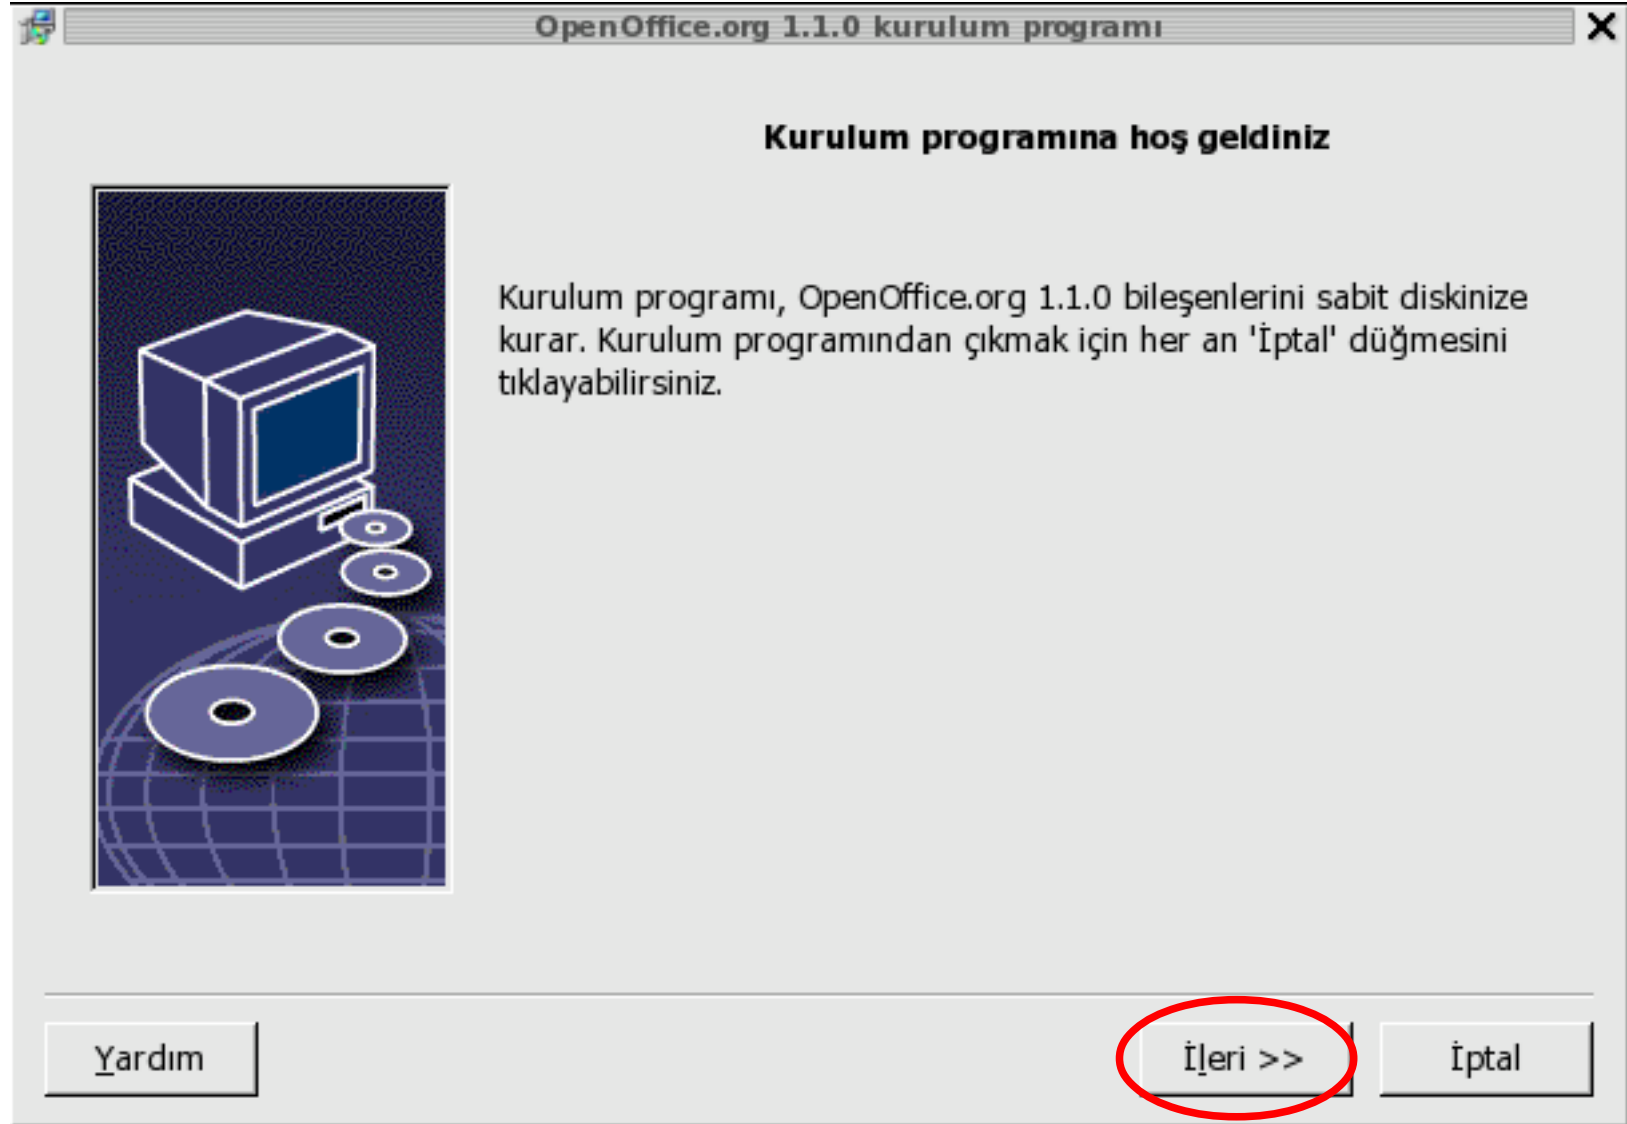 OpenOffice.org 1.1.0 kurulum programı
Kurulum programına hoş geldiniz
Kurulum programı, OpenOffice.org 1.1.0 bileşenlerini sabit diskinize
kurar. Kurulum programından çıkmak için her an 'İptal' düğmesini
tıklayabilirsiniz.
Yardım
İleri >>
İptal